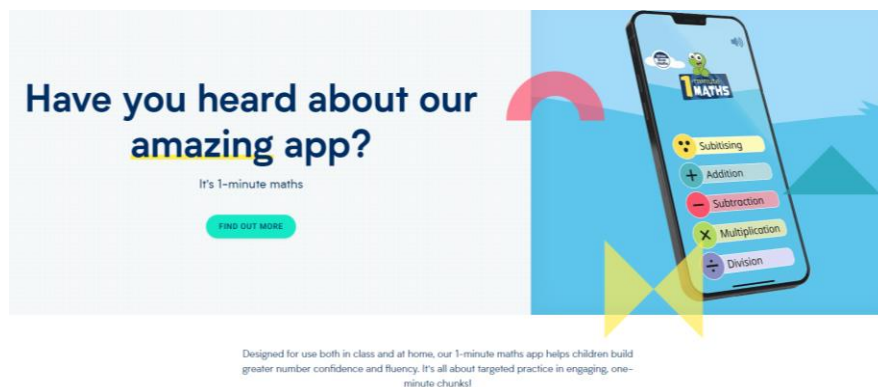 Have you heard about our
amazing app?
It's 1-minute maths
FIND OUT MORE
1
MATHS
Subitising
Addition
Subtraction
Multiplication
Division
Designed for use both in class and at home, our 1-minute maths app helps children build
greater number confidence and fluency. It's all about targeted practice in engaging, one-
minute chunks!